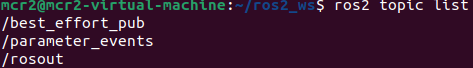 mcr2@mcr2-virtual-machine:~/ros2_ws$ ros2 topic list
/best_effort_pub
/parameter_events
/rosout